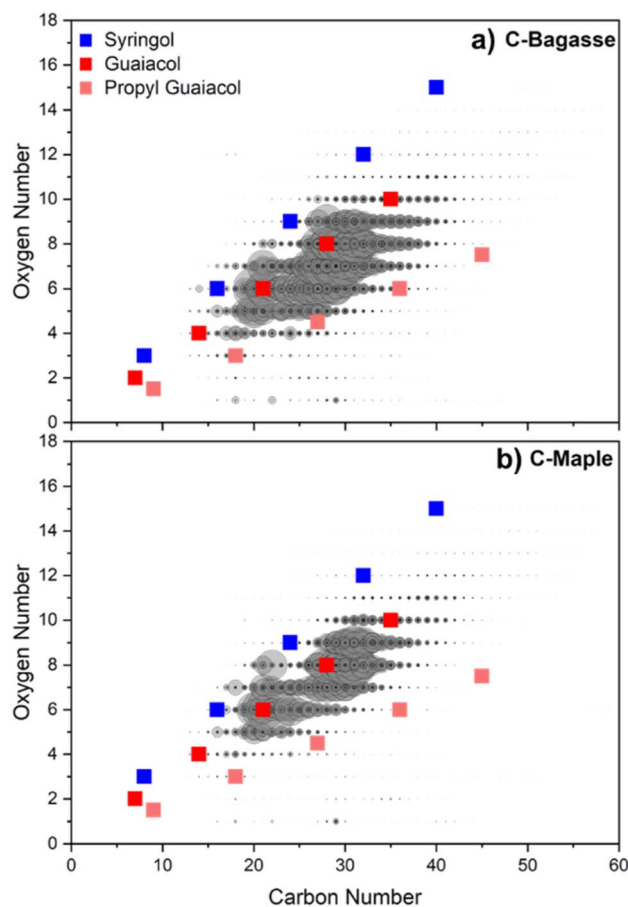 18
a) C-Bagasse
Syringol
16
Guaiacol
Propyl Guaiacol
14
12
10
8
6
4
2
0
Oxygen Number
18
b) C-Maple
16
14
12
10
8
6
4
2
0
Oxygen Number
0 10 20 30 40 50 60
Carbon Number